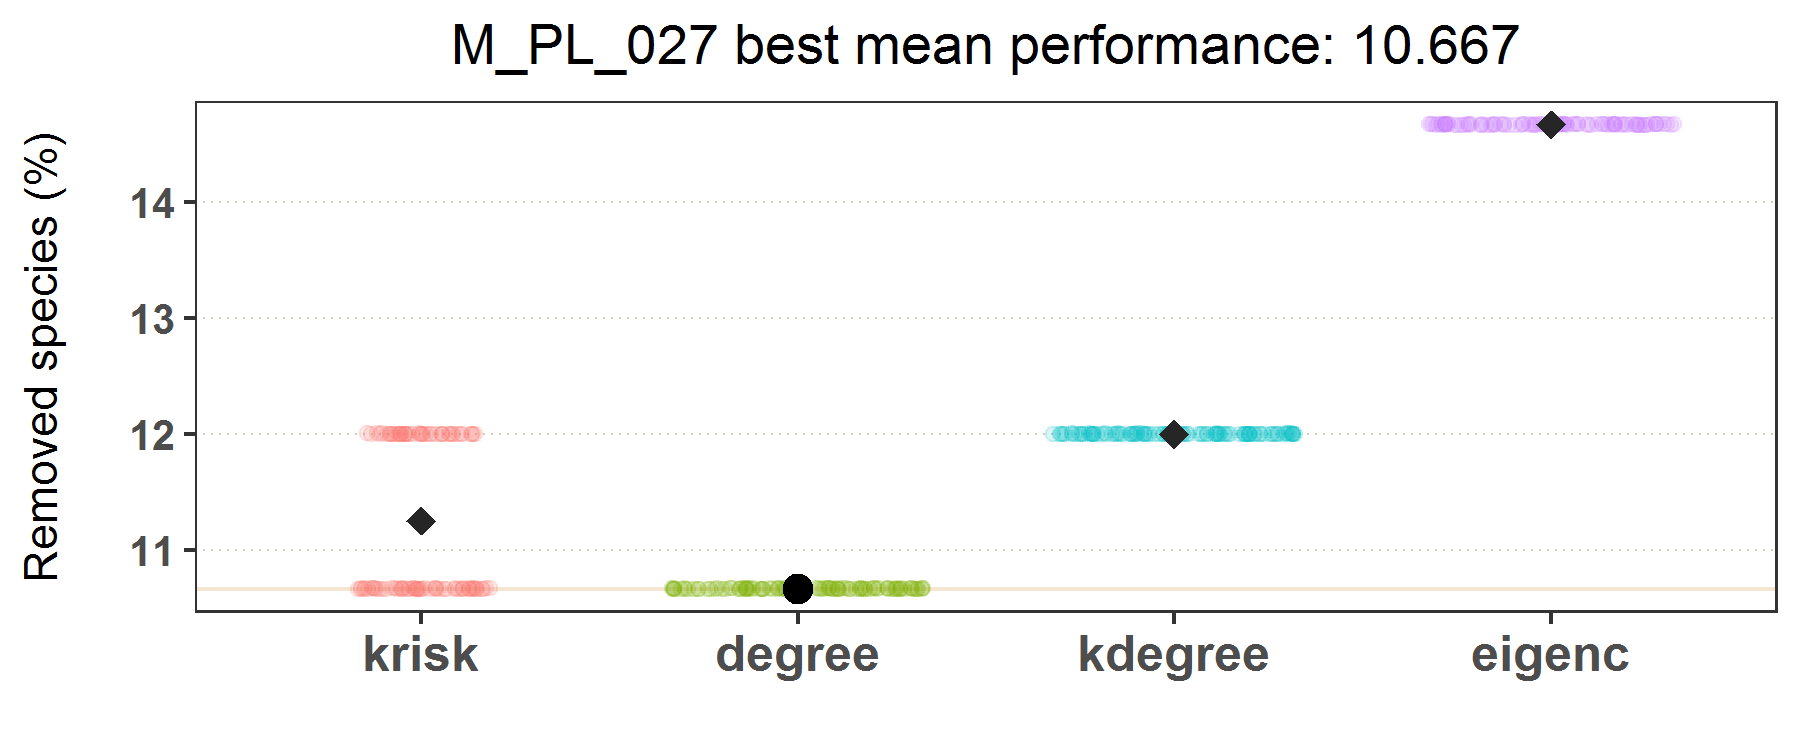 M_PL_027 best mean performance: 10.667
Removed species (%)
14
13
12
11
krisk degree kdegree eigenc